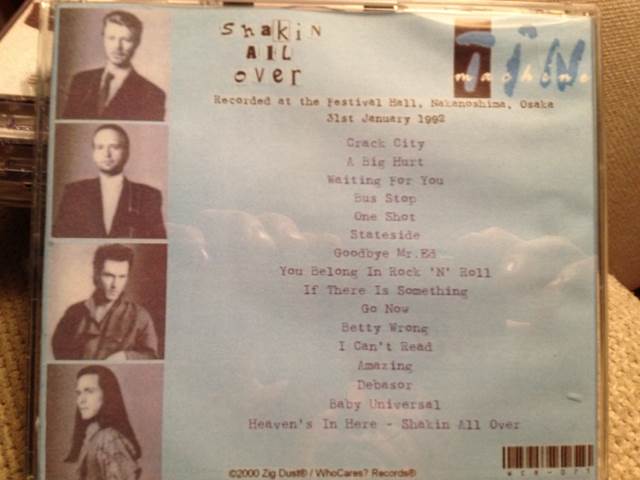 shakin
All
over
TIN
machine
Recorded at the Festival Hall, Nakanoshima, Osaka
31st January 1992
Crack City
A Big Hurt
Waiting For You
Bus Stop
One Shot
Stateside
Goodbye Mr.Ed
You Belong In Rock 'N' Roll
If There Is Something
Go Now
Betty Wrong
I Can't Read
Amazing
Debasor
Baby Universal
Heaven's In Here - Shakin All Over
©2000 Zig Dust® / WhoCares? Records®